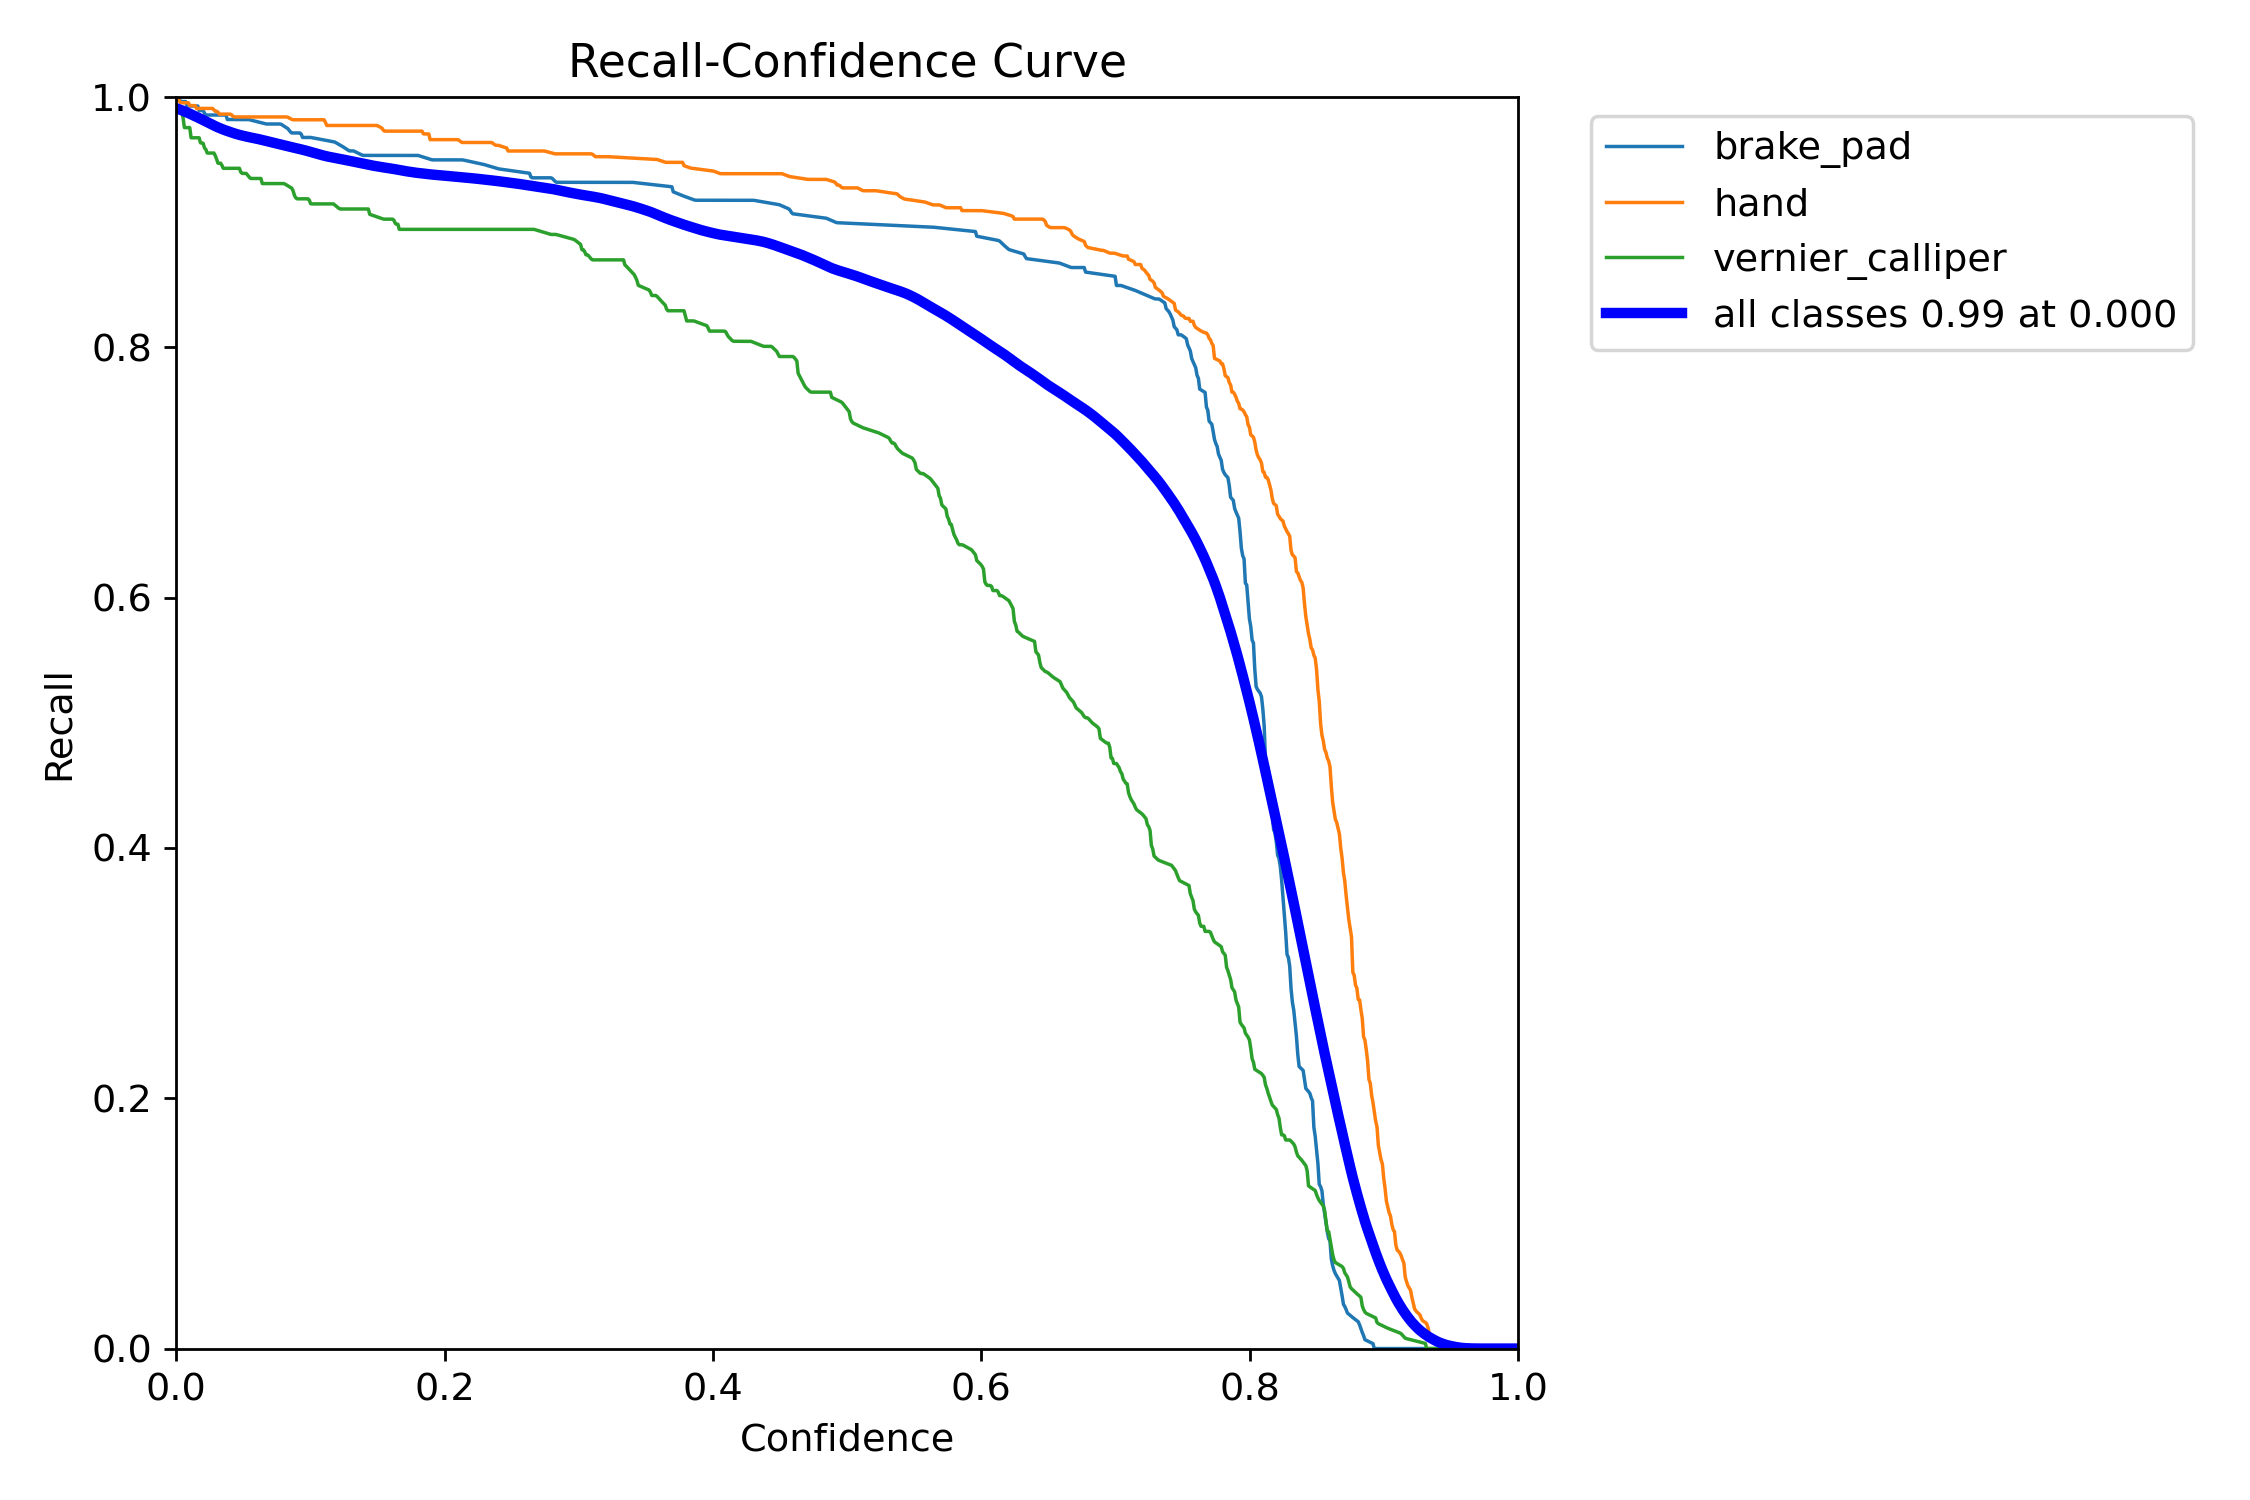 Recall-Confidence Curve
1.0
0.8
0.6
0.4
0.2
0.0
Recall
0.0 0.2 0.4 0.6 0.8 1.0
Confidence
brake_pad
hand
vernier_calliper
all classes 0.99 at 0.000